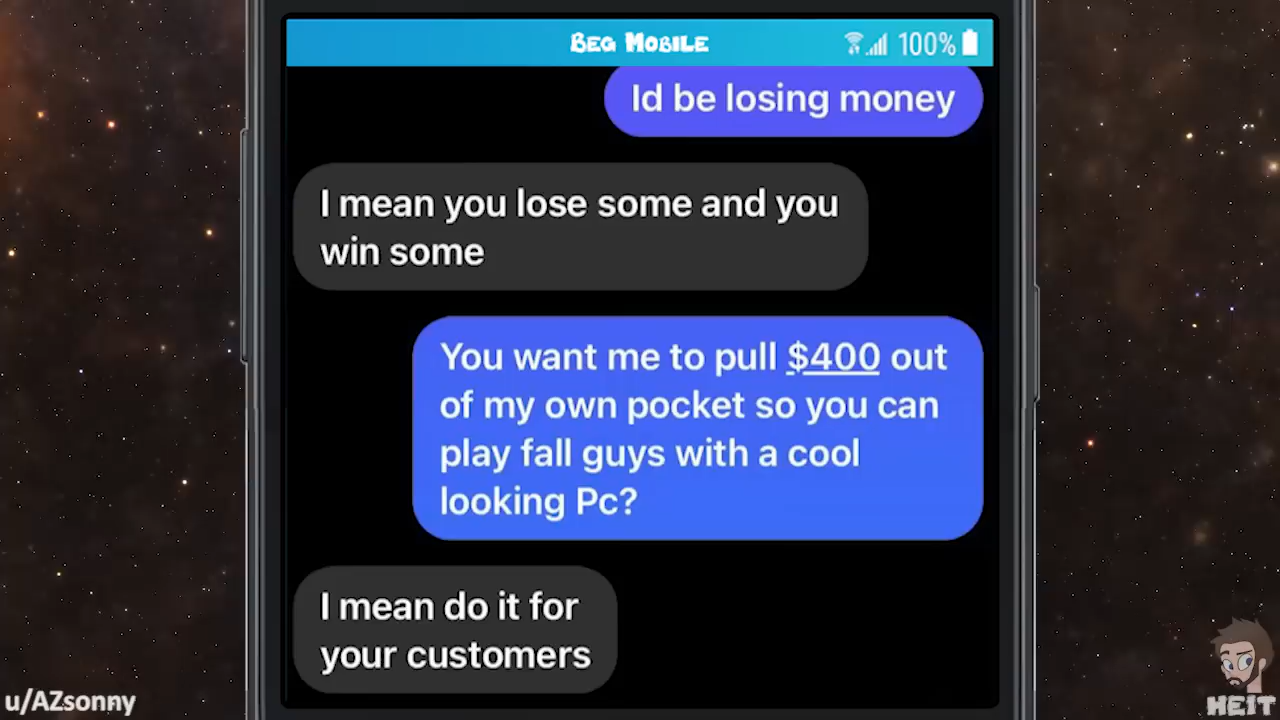 BEG MOBILE
100%
Id be losing money
I mean you lose some and you
win some
You want me to pull $400 out
of my own pocket so you can
play fall guys with a cool
looking Pc?
I mean do it for
your customers
u/AZsonny
HEIT